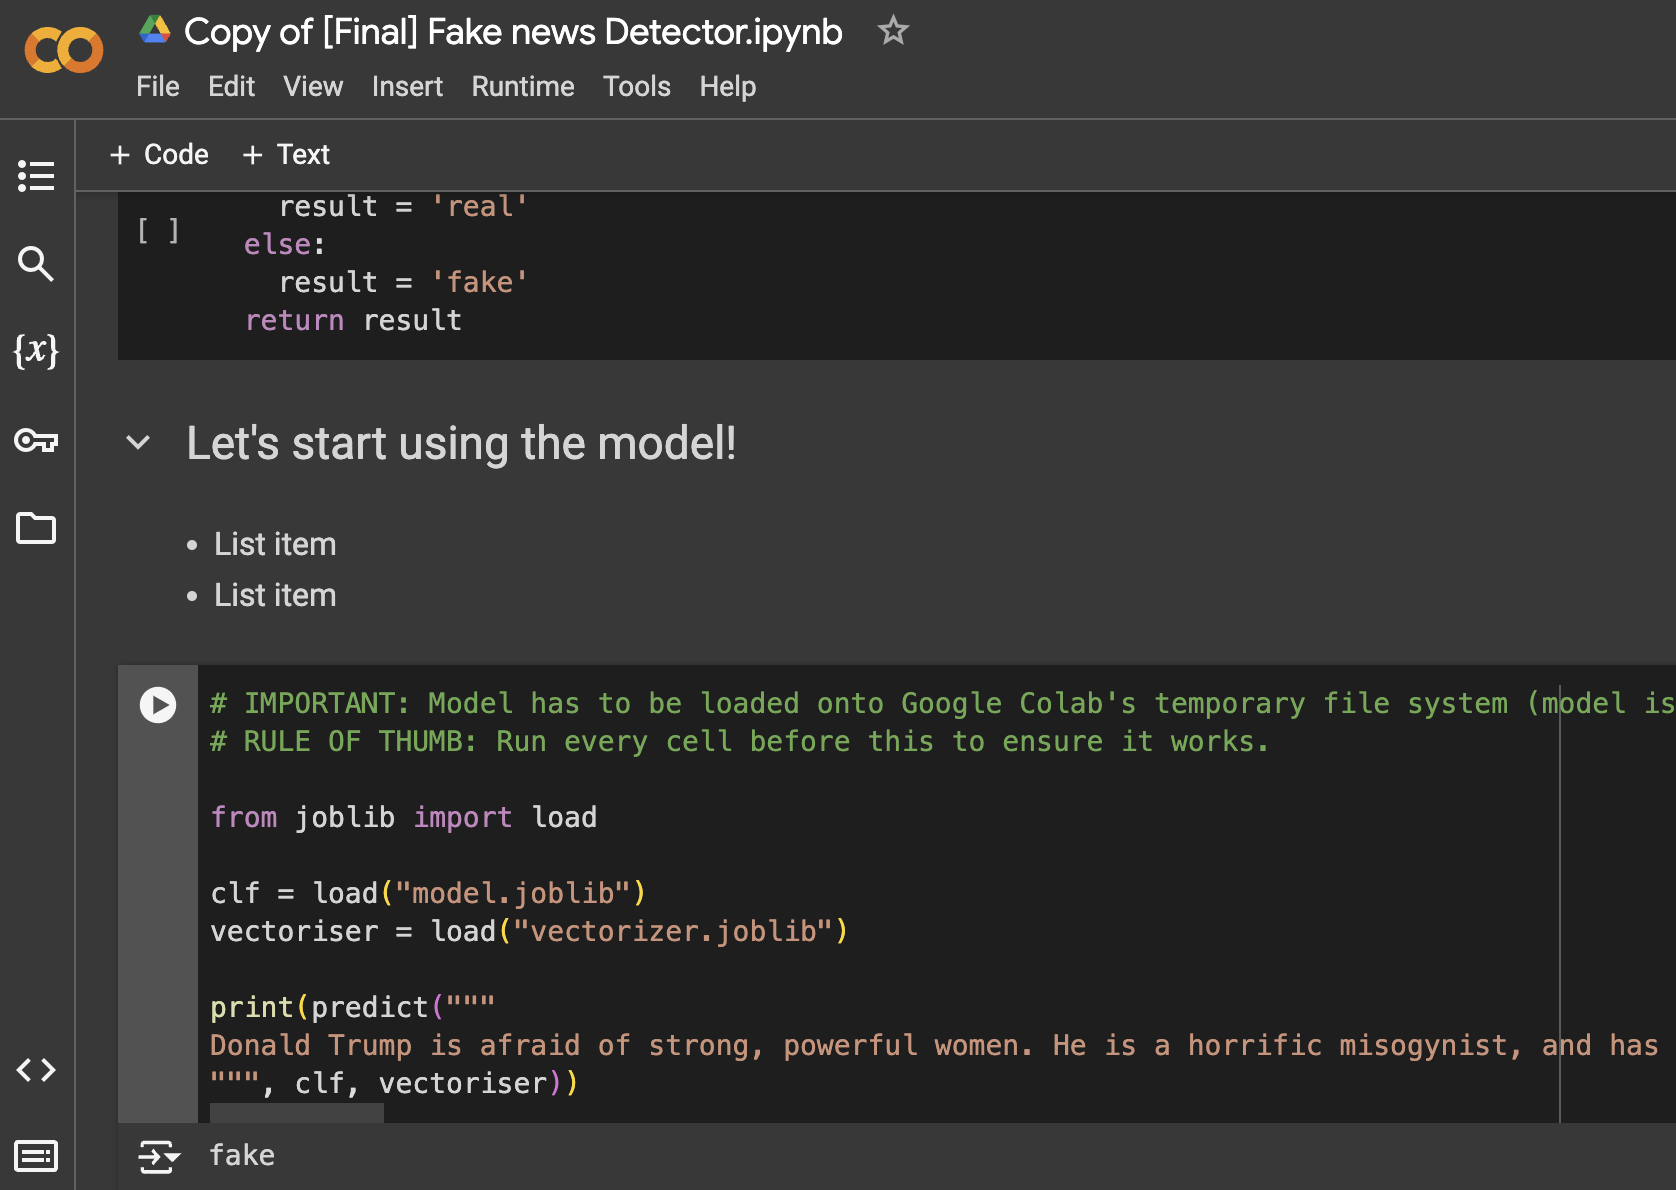 Copy of [Final] Fake news Detector.ipynb
File Edit View Insert Runtime Tools Help
+ Code + Text
result = 'real'
[ ]
else:
result = 'fake'
return result
Let's start using the model!
• List item
• List item
# IMPORTANT: Model has to be loaded onto Google Colab's temporary file system (model is
# RULE OF THUMB: Run every cell before this to ensure it works.
from joblib import load
clf = load("model.joblib")
vectoriser = load("vectorizer.joblib")
print(predict("""
Donald Trump is afraid of strong, powerful women. He is a horrific misogynist, and has
""", clf, vectoriser))
fake